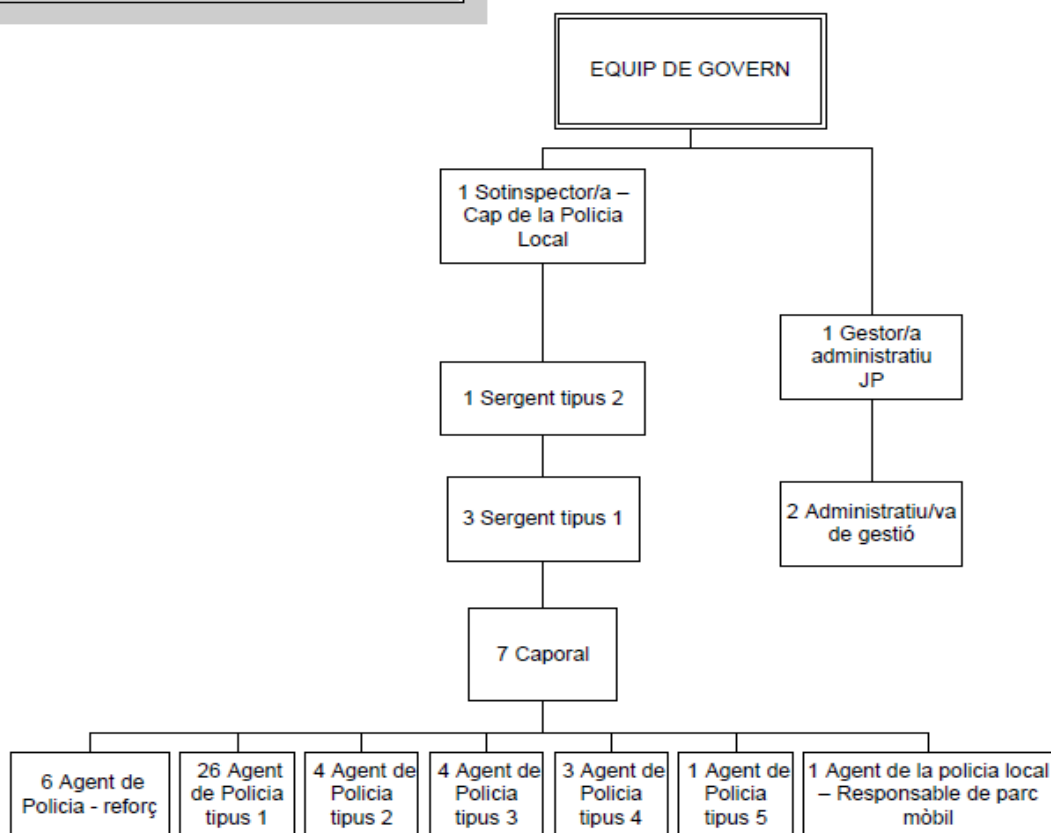 EQUIP DE GOVERN
1 Sotinspector/a –
Cap de la Policia
Local
1 Gestor/a
administratiu
JP
1 Sergent tipus 2
3 Sergent tipus 1
2 Administratiu/va
de gestió
7 Caporal
6 Agent de
Policia - reforç
26 Agent
de Policia
tipus 1
4 Agent de
Policia
tipus 2
4 Agent de
Policia
tipus 3
3 Agent de
Policia
tipus 4
1 Agent de
Policia
tipus 5
1 Agent de la policia local
– Responsable de parc
mòbil